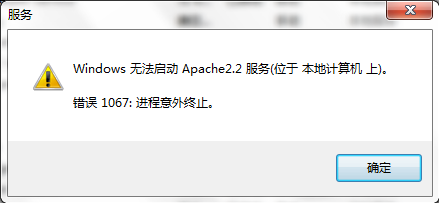 服务
Windows 无法启动 Apache2.2 服务(位于 本地计算机 上)。
错误 1067: 进程意外终止。
确定